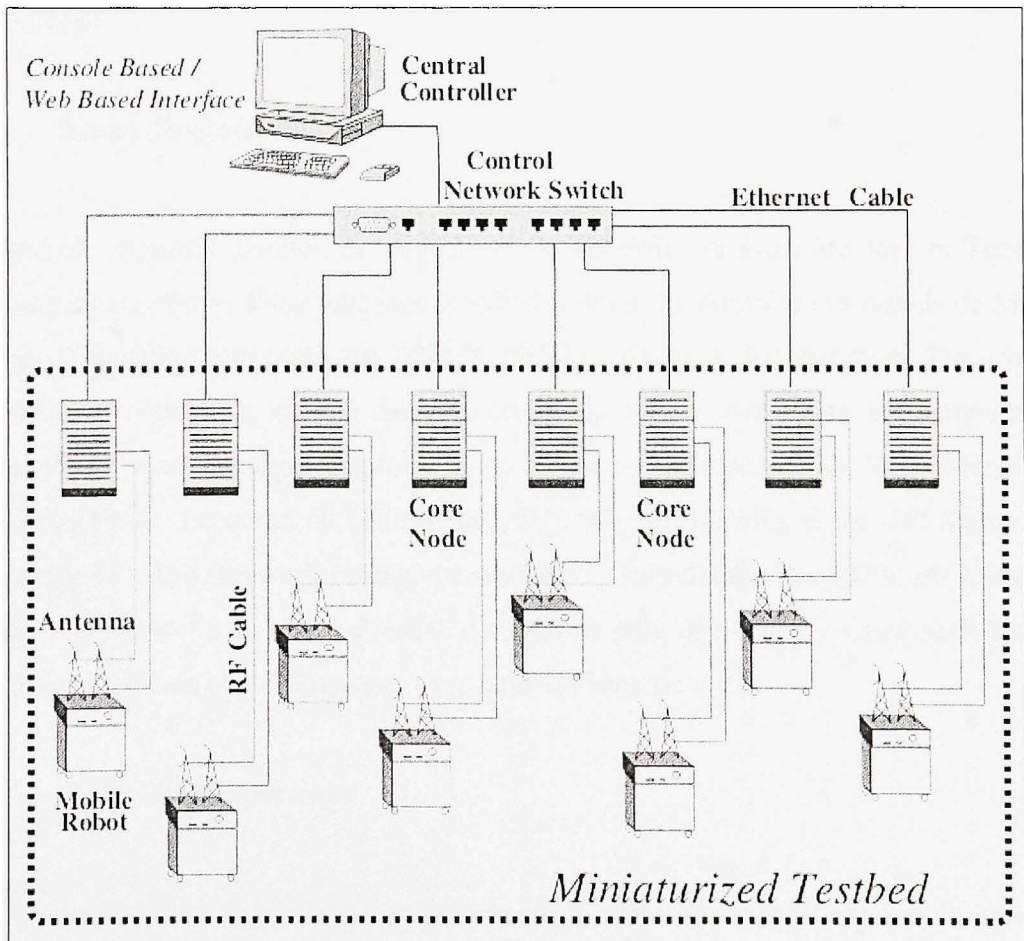 Console Based /
Web Based Interface
Central
Controller
Control
Network Switch
Ethernet Cable
Core
Node
Core
Node
Antenna
RF Cable
Mobile
Robot
Miniaturized Testbed